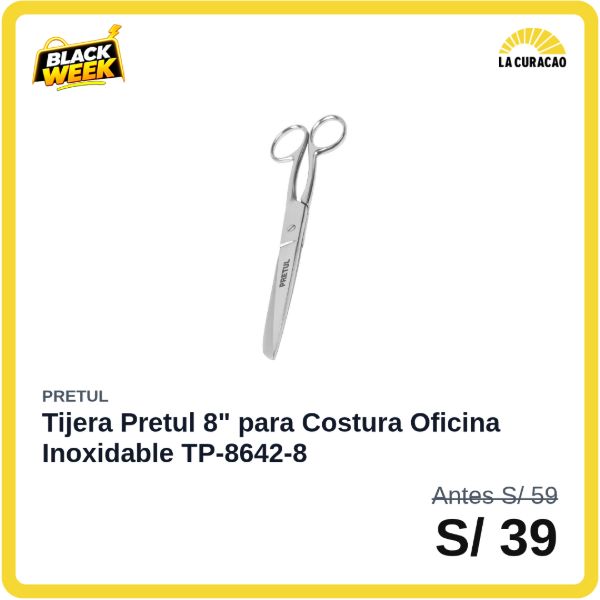 BLACK
WEEK
LA CURACAO
PRETUL
PRETUL
Tijera Pretul 8" para Costura Oficina
Inoxidable TP-8642-8
Antes S/ 59
S/ 39